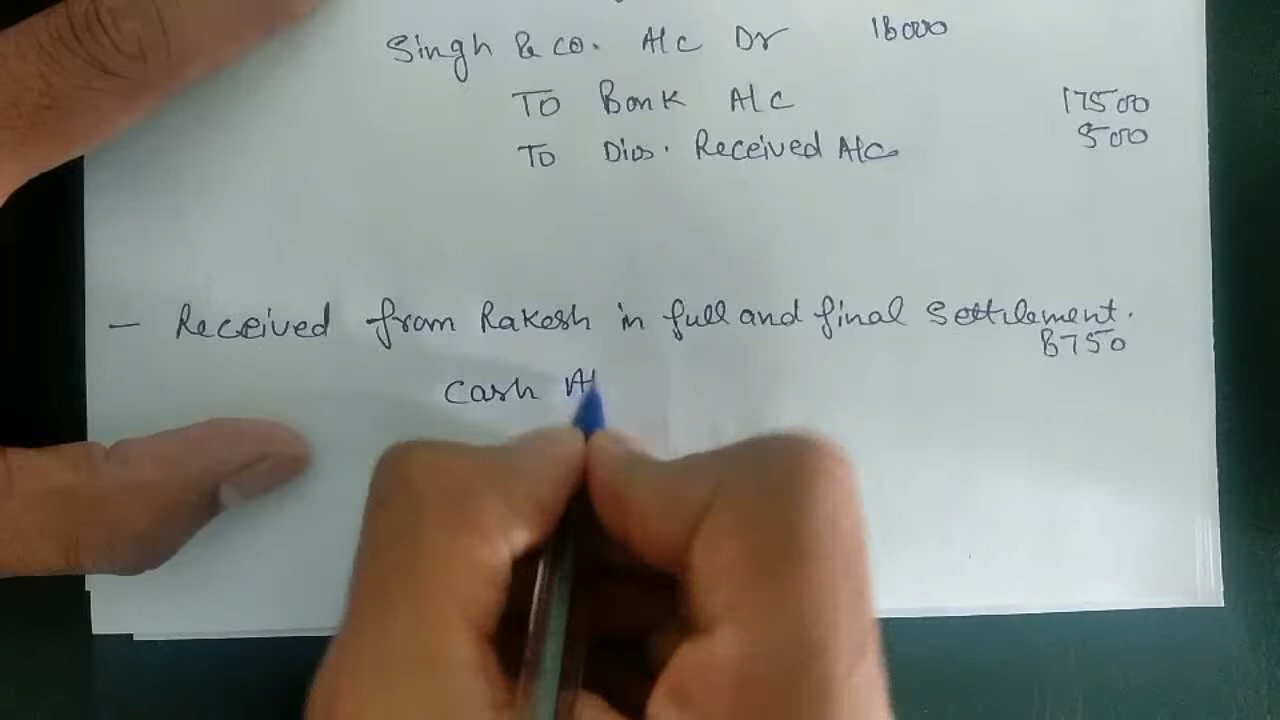 Singh & co. A/c Dr 18000
To Bank A/c 17500
To Dis. Received A/c 500
– Received from Rakesh in full and final settlement.
8750
Cash A/